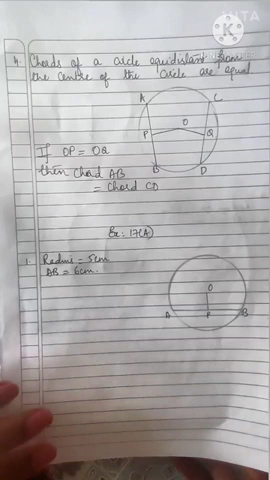 4. Chords of a circle equidistant from
the centre of the circle are equal.
A C
O
P Q
B D
If OP = OQ
then chord AB
= chord CD
Ex: 17(A)
1. Radius = 5cm
AB = 6cm.
O
A P B
K